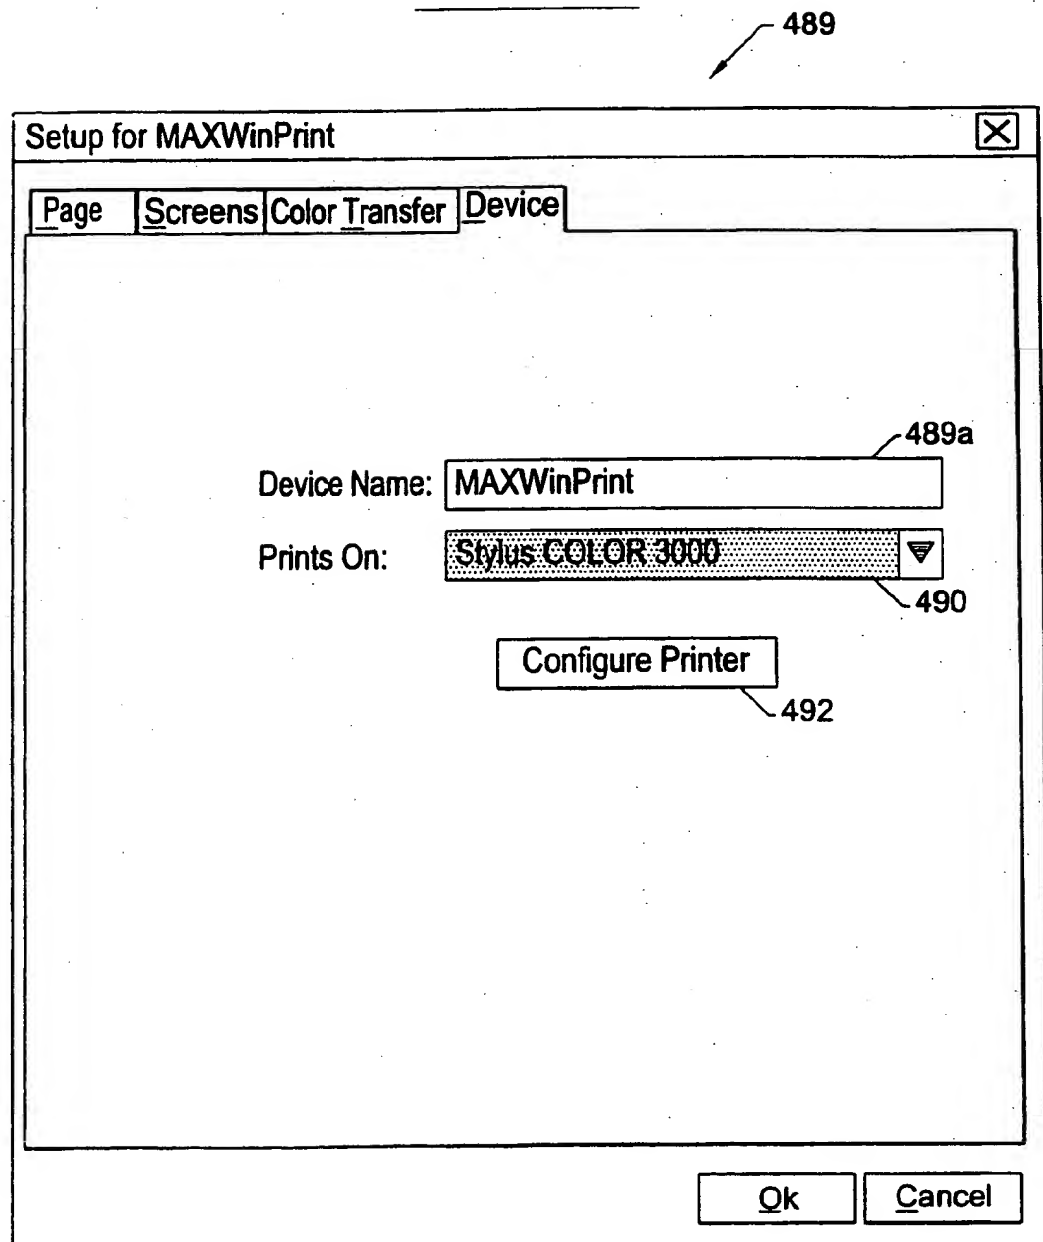 489
Setup for MAXWinPrint
Page Screens Color Transfer Device
489a
Device Name: MAXWinPrint
Prints On: Stylus COLOR 3000
490
Configure Printer
492
Ok Cancel